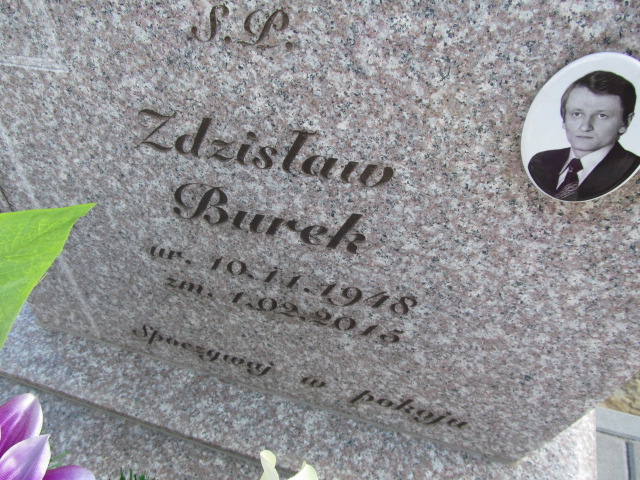 Ś.P.
Zdzisław
Burek
ur. 10.11.1948
zm. 1.02.2015
Spoczywaj w pokoju